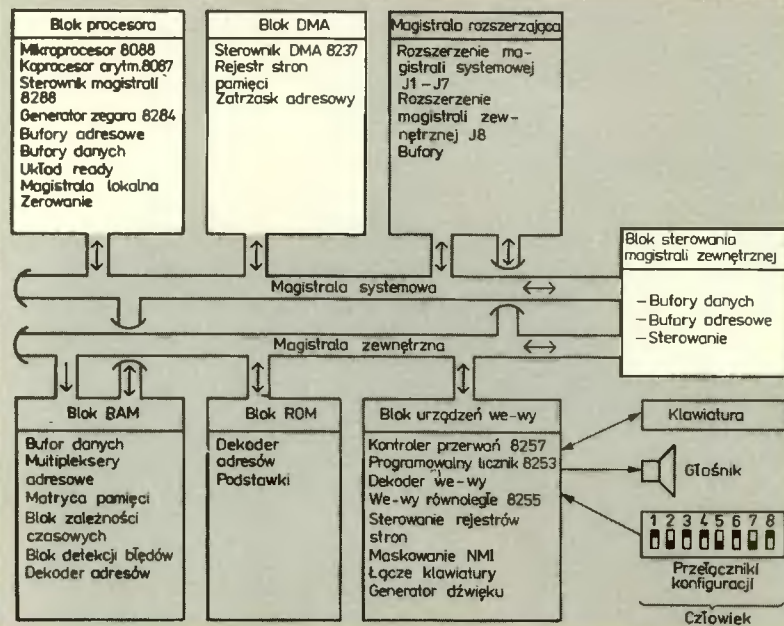 Blok procesora
Mikroprocesor 8088
Koprocesor arytm. 8087
Sterownik magistrali
8288
Generator zegara 8284
Bufory adresowe
Bufory danych
Układ ready
Magistrala lokalna
Zerowanie
Blok DMA
Sterownik DMA 8237
Rejestr stron
pamięci
Zatrzask adresowy
Magistrala rozszerzająca
Rozszerzenie ma-
gistrali systemowej
J1-J7
Rozszerzenie
magistrali zew-
nętrznej J8
Bufory
Blok sterowania
magistrali zewnętrznej
-Bufory danych
-Bufory adresowe
-Sterowanie
Magistrala systemowa
Magistrala zewnętrzna
Blok RAM
Bufor danych
Multipleksery
adresowe
Matryca pamięci
Blok zależności
czasowych
Blok detekcji błędów
Dekoder adresów
Blok ROM
Dekoder
adresów
Podstawki
Blok urządzeń we-wy
Kontroler przerwań 8257
Programowalny licznik 8253
Dekoder we-wy
We-wy równoległe 8255
Sterowanie rejestrów
stron
Maskowanie NMI
Łącze klawiatury
Generator dźwięku
Klawiatura
Głośnik
1 2 3 4 5 6 7 8
Przełączniki
konfiguracji
Człowiek